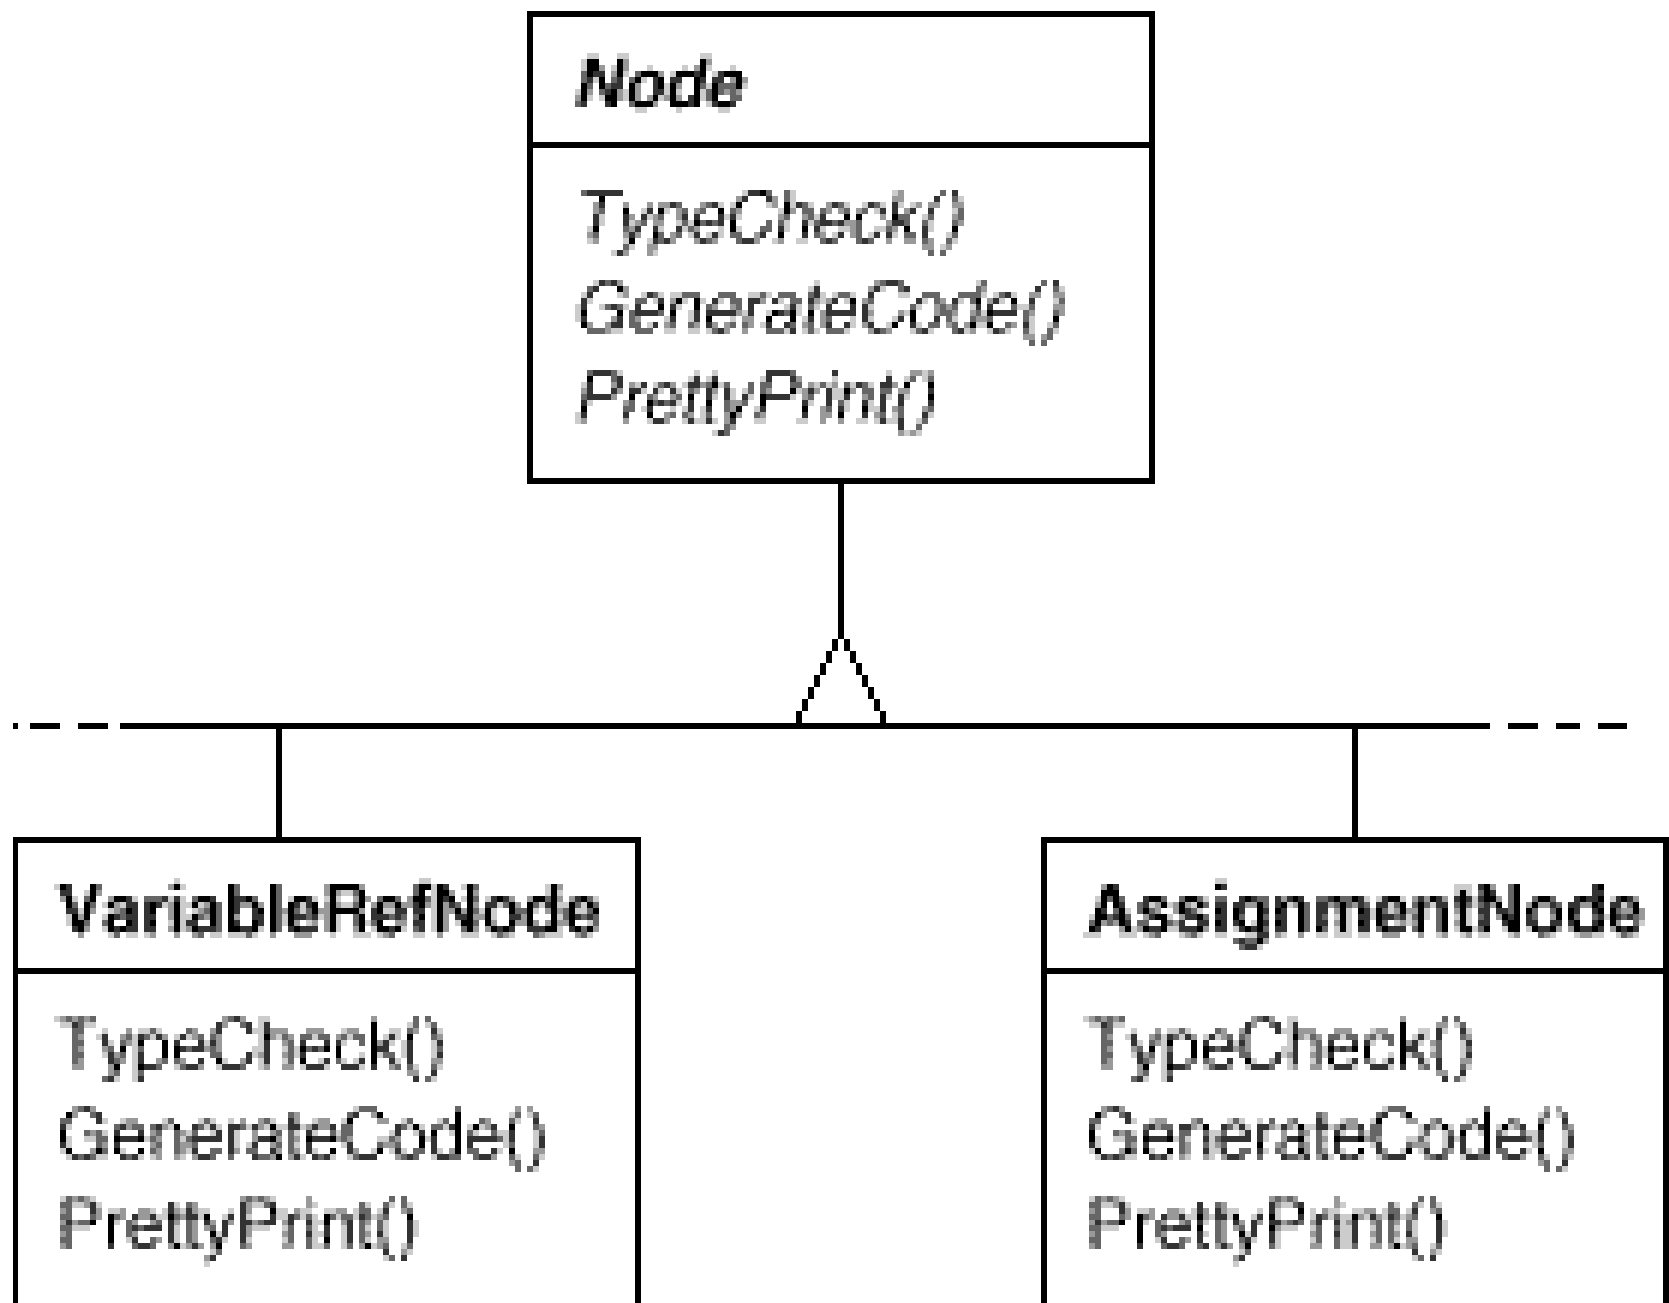 Node
TypeCheck()
GenerateCode()
PrettyPrint()
VariableRefNode
TypeCheck()
GenerateCode()
PrettyPrint()
AssignmentNode
TypeCheck()
GenerateCode()
PrettyPrint()